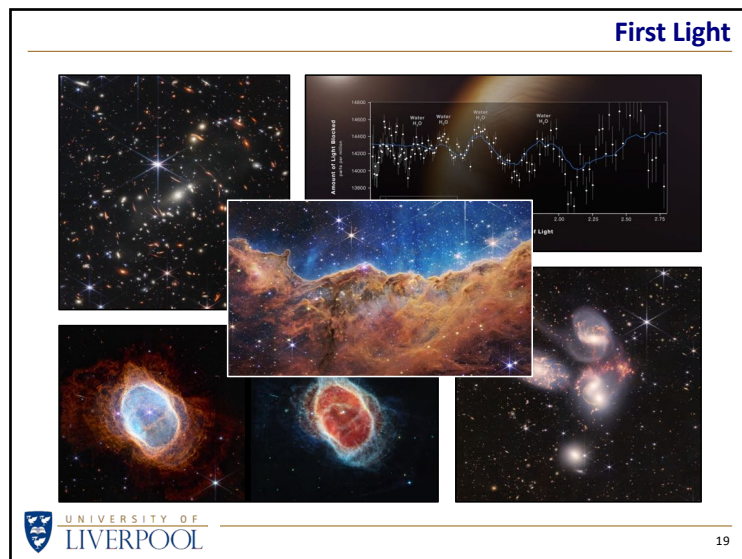 First Light
14800
14600
14400
14200
14000
13800
Amount of Light Blocked
parts per million
Water
H₂O
Water
H₂O
Water
H₂O
Water
H₂O
2.00
2.25
2.50
2.75
f Light
UNIVERSITY OF
LIVERPOOL
19